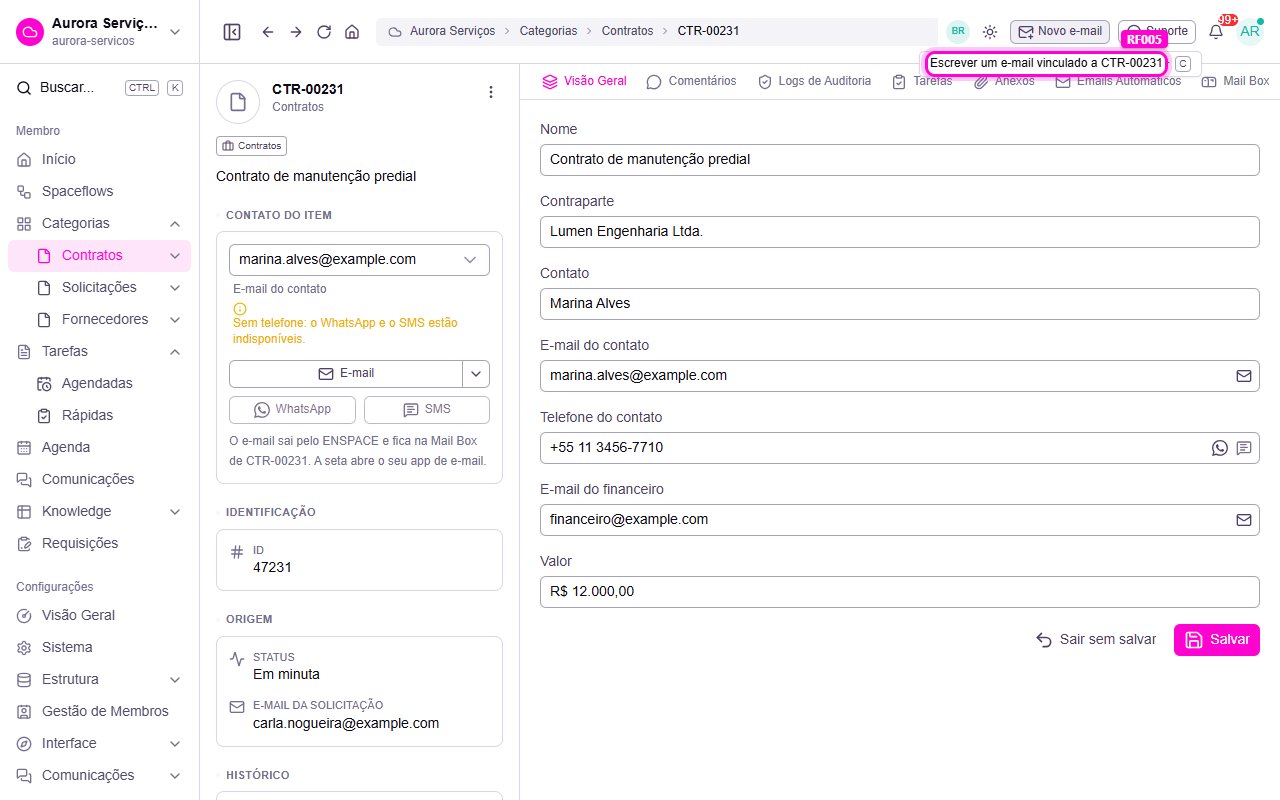 Aurora Serviç...
aurora-servicos
Aurora Serviços
Categorias
Contratos
CTR-00231
BR
Novo e-mail
Suporte
99+
AR
RF005
Escrever um e-mail vinculado a CTR-00231
C
Buscar...
CTRL
K
Membro
Início
Spaceflows
Categorias
Contratos
Solicitações
Fornecedores
Tarefas
Agendadas
Rápidas
Agenda
Comunicações
Knowledge
Requisições
Configurações
Visão Geral
Sistema
Estrutura
Gestão de Membros
Interface
Comunicações
CTR-00231
Contratos
Contratos
Contrato de manutenção predial
CONTATO DO ITEM
marina.alves@example.com
E-mail do contato
Sem telefone: o WhatsApp e o SMS estão
indisponíveis.
E-mail
WhatsApp
SMS
O e-mail sai pelo ENSPACE e fica na Mail Box
de CTR-00231. A seta abre o seu app de e-mail.
IDENTIFICAÇÃO
ID
47231
ORIGEM
STATUS
Em minuta
E-MAIL DA SOLICITAÇÃO
carla.nogueira@example.com
HISTÓRICO
Visão Geral
Comentários
Logs de Auditoria
Tarefas
Anexos
Emails Automáticos
Mail Box
Nome
Contrato de manutenção predial
Contraparte
Lumen Engenharia Ltda.
Contato
Marina Alves
E-mail do contato
marina.alves@example.com
Telefone do contato
+55 11 3456-7710
E-mail do financeiro
financeiro@example.com
Valor
R$ 12.000,00
Sair sem salvar
Salvar